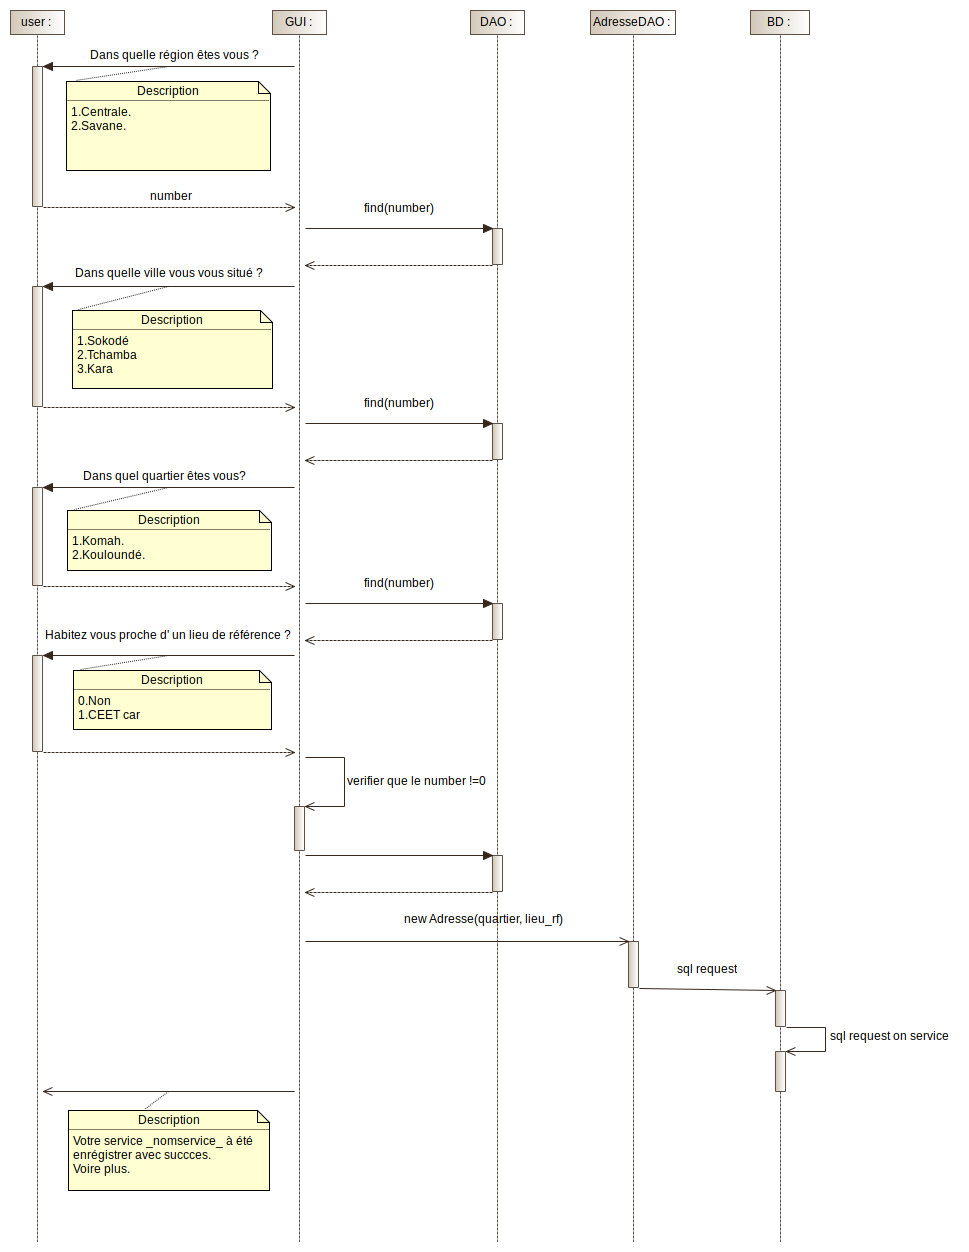 user :
GUI :
DAO :
AdresseDAO :
BD :
Dans quelle région êtes vous ?
Description
1.Centrale.
2.Savane.
number
find(number)
Dans quelle ville vous vous situé ?
Description
1.Sokodé
2.Tchamba
3.Kara
find(number)
Dans quel quartier êtes vous?
Description
1.Komah.
2.Kouloundé.
find(number)
Habitez vous proche d' un lieu de référence ?
Description
0.Non
1.CEET car
verifier que le number !=0
new Adresse(quartier, lieu_rf)
sql request
sql request on service
Description
Votre service _nomservice_ à été
enrégistrer avec succces.
Voire plus.